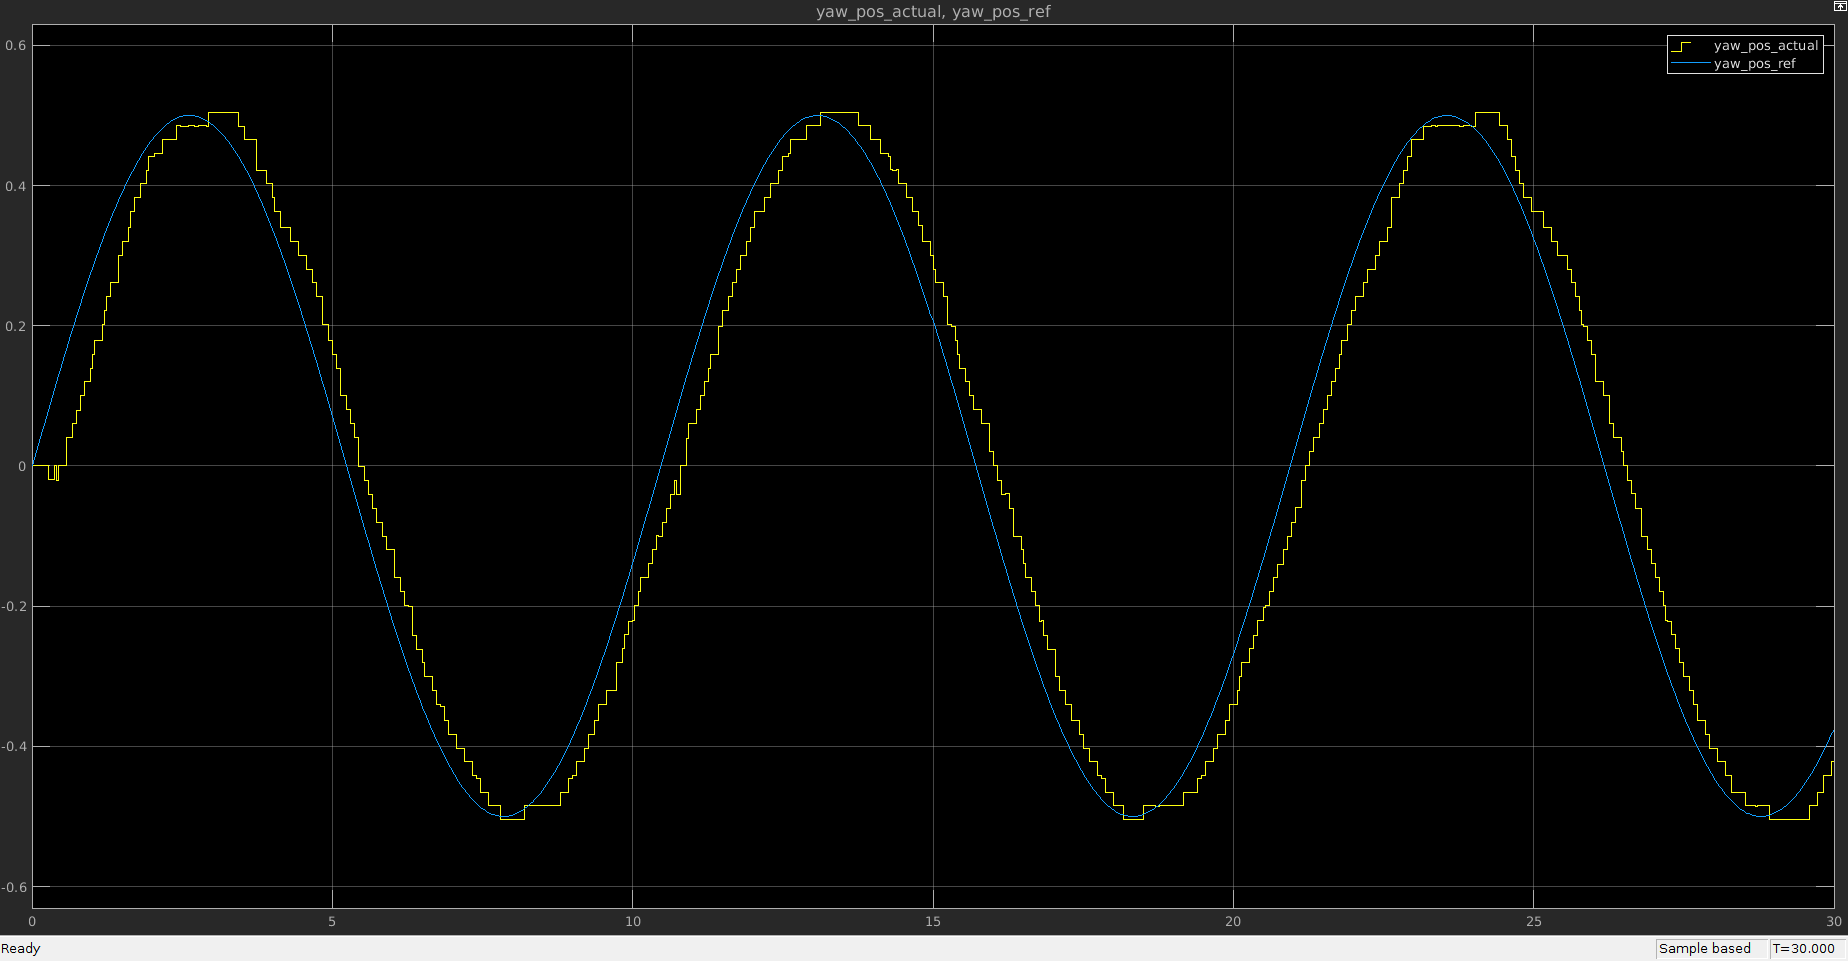 yaw_pos_actual, yaw_pos_ref
yaw_pos_actual
yaw_pos_ref
0.6
0.4
0.2
0
-0.2
-0.4
-0.6
0 5 10 15 20 25 30
Ready Sample based T=30.000